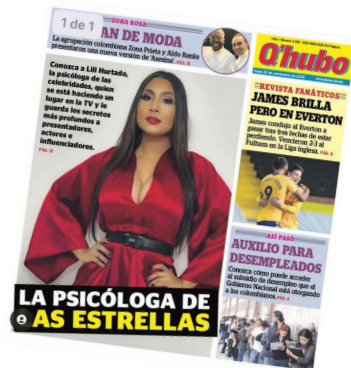 1 de 1
ZONA ROSA
AN DE MODA
La agrupación colombiana Zona Prieta y Aldo Ranks
presentaron una nueva versión de 'Asesina'. PÁG.
Q'hubo
Conozca a Lili Hurtado,
la psicóloga de las
celebridades, quien
se está haciendo un
lugar en la TV y le
guarda los secretos
más profundos a
presentadores,
actores e
influenciadores.
PÁG.
LA PSICÓLOGA DE
AS ESTRELLAS
REVISTA FANÁTICOS
JAMES BRILLA
PERO EN EVERTON
James condujo al Everton a
ganar tras tres fechas de estar
perdiendo. Vencieron 2-3 al
Fulham en la Liga Inglesa. PÁG.
9
ASÍ PASÓ
AUXILIO PARA
DESEMPLEADOS
Conozca cómo puede acceder
al subsidio de desempleo que el
Gobierno Nacional está otorgando
a los colombianos. PÁG.